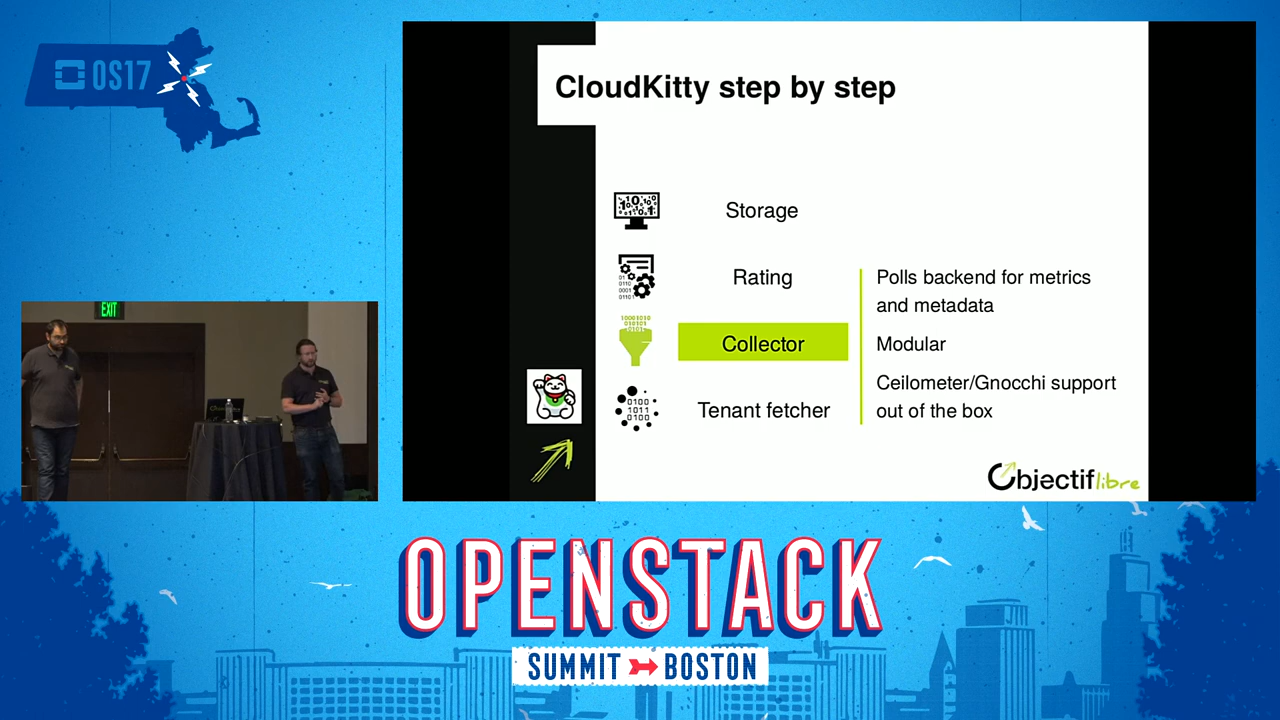 OS17
CloudKitty step by step
Storage
Rating
Collector
Tenant fetcher
Polls backend for metrics
and metadata
Modular
Ceilometer/Gnocchi support
out of the box
Objectif libre
EXIT
OPENSTACK
SUMMIT BOSTON